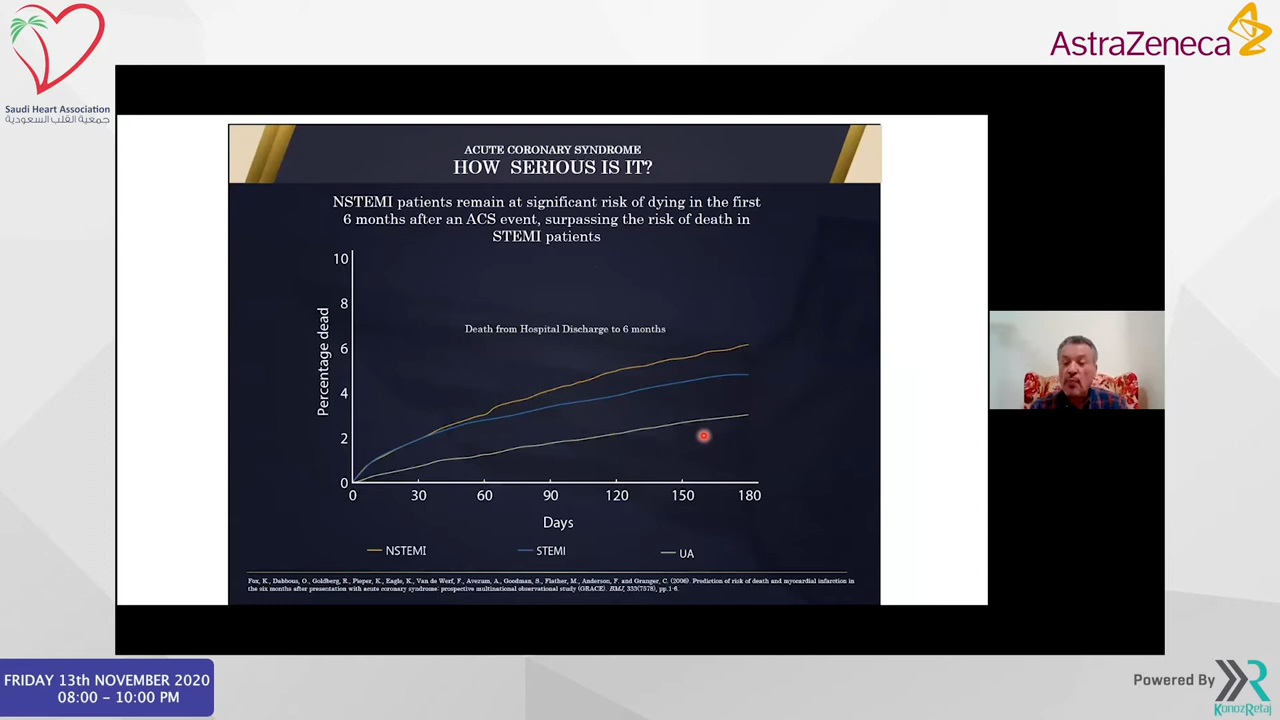 Saudi Heart Association
جمعية القلب السعودية
AstraZeneca
ACUTE CORONARY SYNDROME
HOW SERIOUS IS IT?
NSTEMI patients remain at significant risk of dying in the first
6 months after an ACS event, surpassing the risk of death in
STEMI patients
Percentage dead
10
8
6
4
2
0
Death from Hospital Discharge to 6 months
0 30 60 90 120 150 180
Days
NSTEMI STEMI UA
Fox, K., Dabbous, O., Goldberg, R., Pieper, K., Eagle, K., Van de Werf, F., Avezum, A., Goodman, S., Flather, M., Anderson, F. and Granger, C. (2006). Prediction of risk of death and myocardial infarction in
the six months after presentation with acute coronary syndrome: prospective multinational observational study (GRACE). BMJ, 333(7578), pp.1-6.
FRIDAY 13th NOVEMBER 2020
08:00 – 10:00 PM
Powered By
KonozRetaj